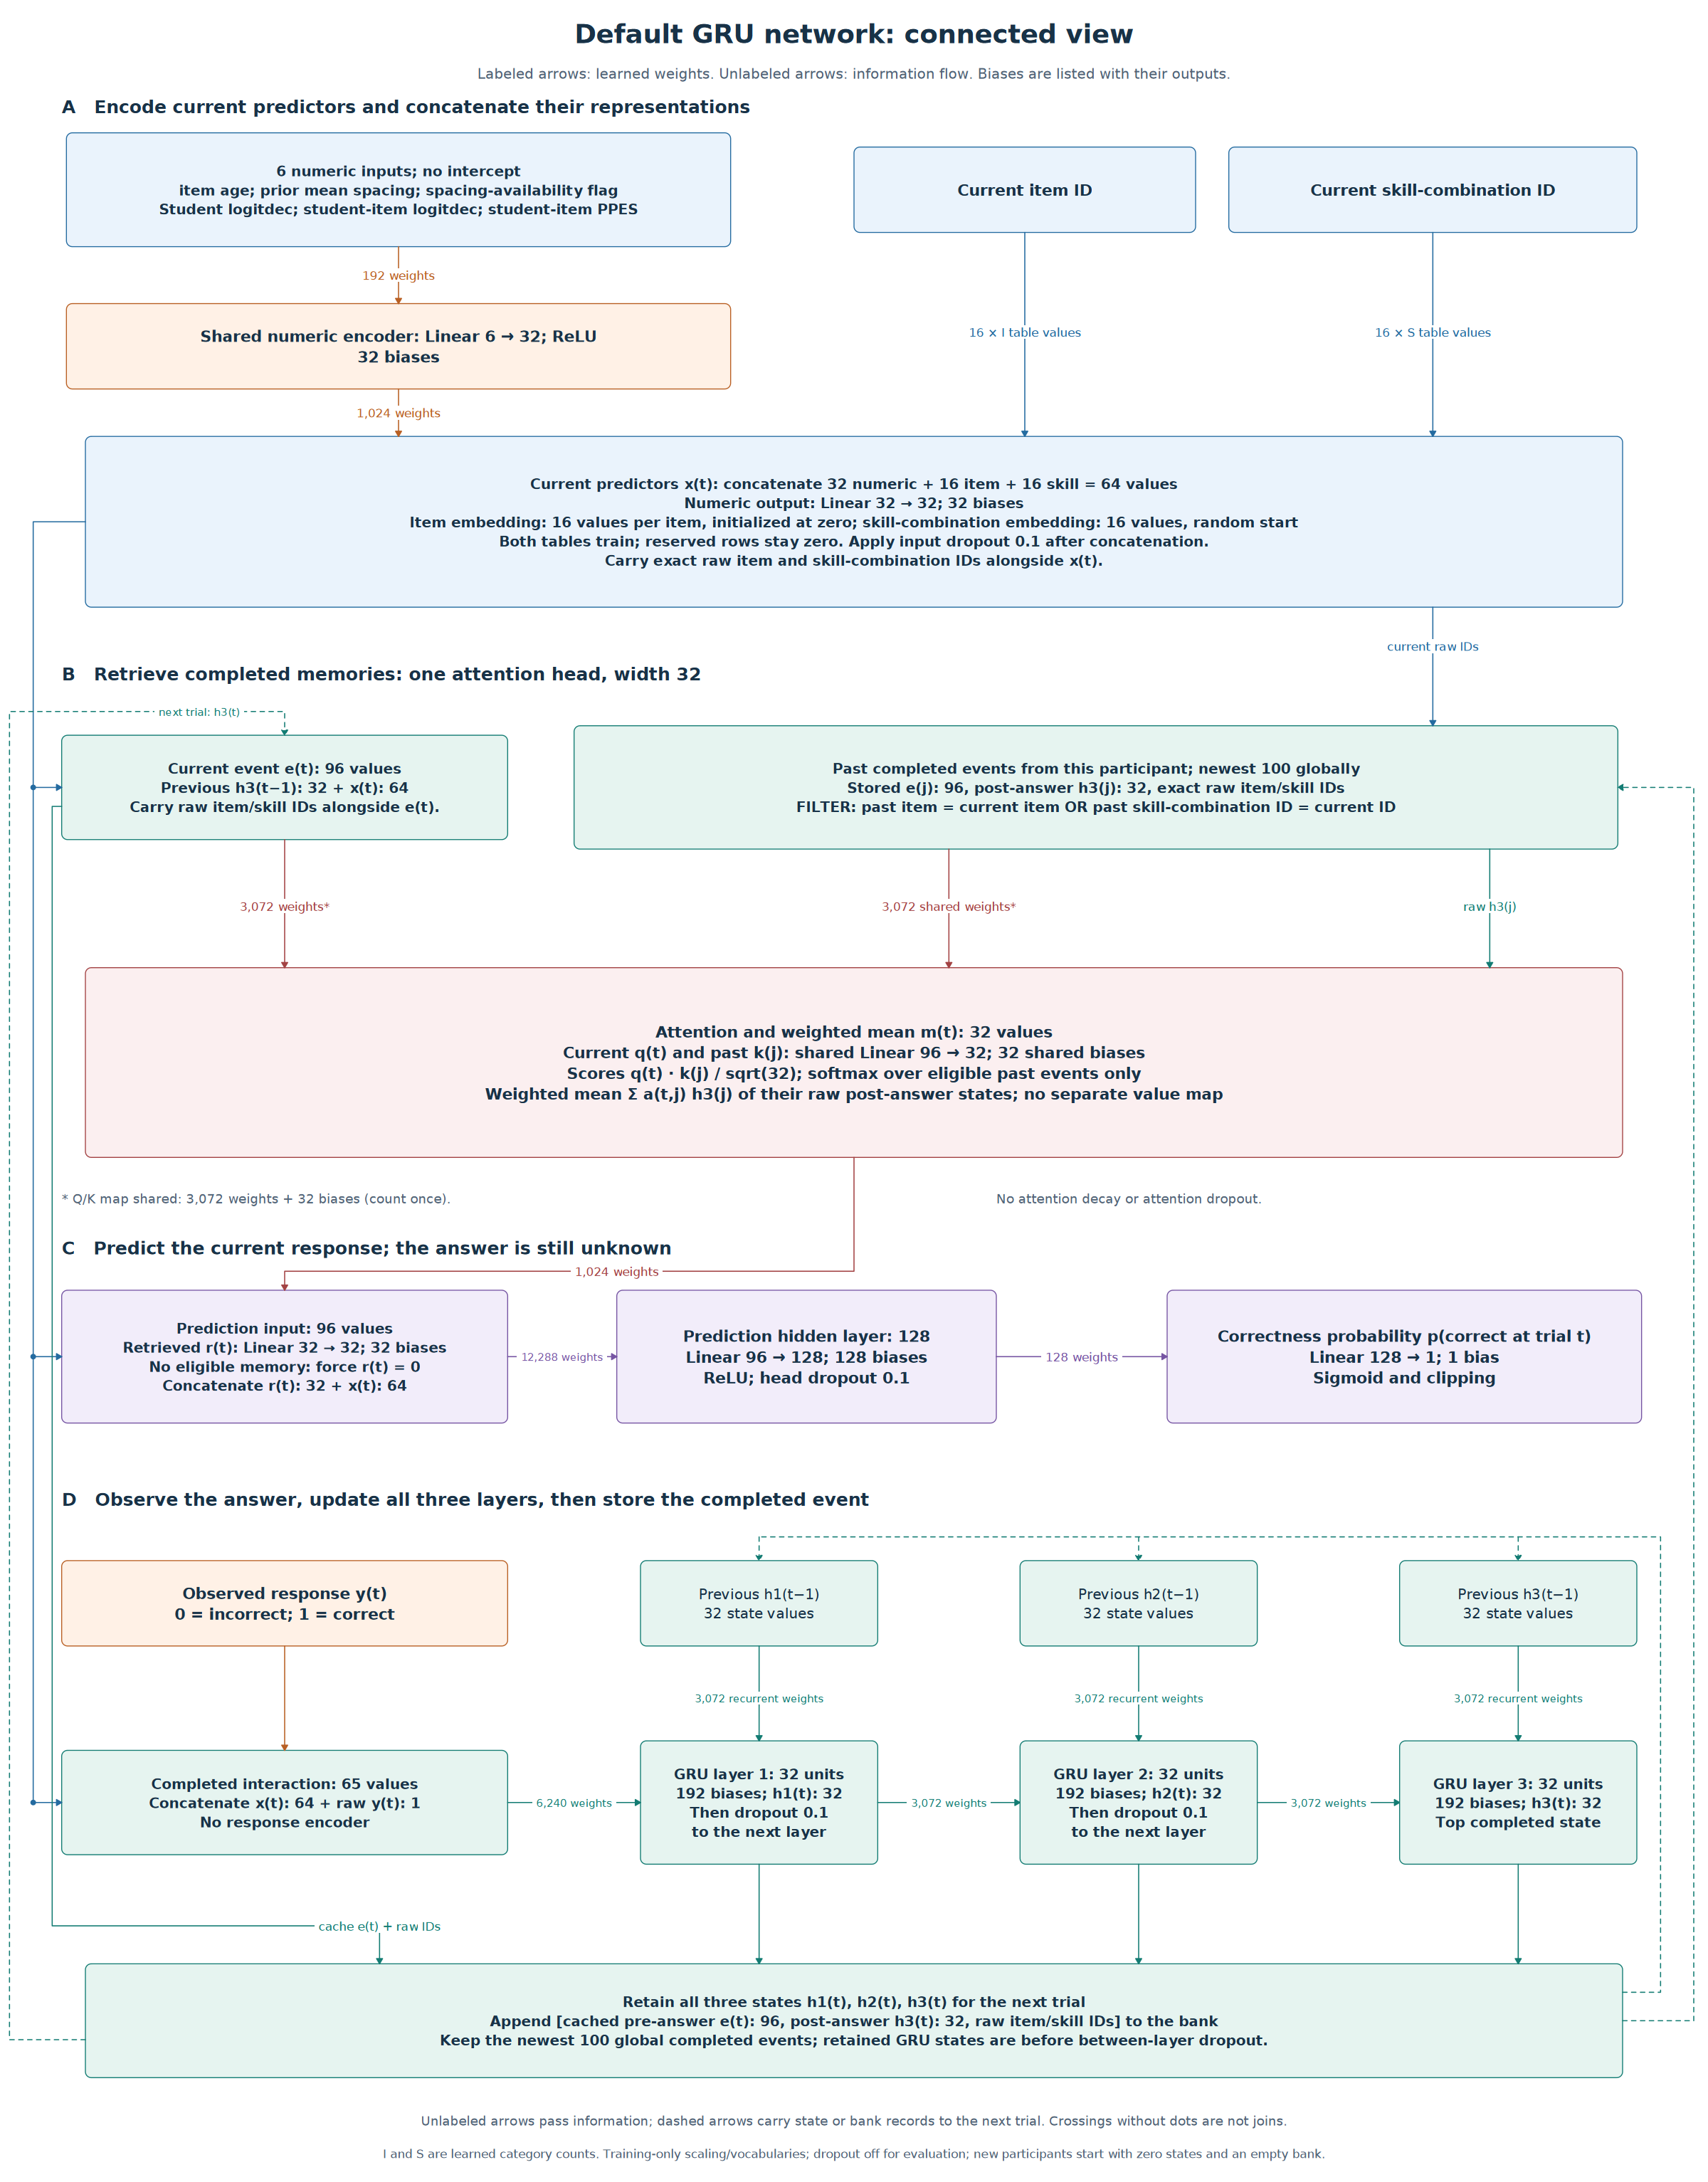 Default GRU network: connected view
Labeled arrows: learned weights. Unlabeled arrows: information flow. Biases are listed with their outputs.
A Encode current predictors and concatenate their representations
6 numeric inputs; no intercept
item age; prior mean spacing; spacing-availability flag
Student logitdec; student-item logitdec; student-item PPES
Current item ID
Current skill-combination ID
192 weights
Shared numeric encoder: Linear 6 → 32; ReLU
32 biases
16 × I table values
16 × S table values
1,024 weights
Current predictors x(t): concatenate 32 numeric + 16 item + 16 skill = 64 values
Numeric output: Linear 32 → 32; 32 biases
Item embedding: 16 values per item, initialized at zero; skill-combination embedding: 16 values, random start
Both tables train; reserved rows stay zero. Apply input dropout 0.1 after concatenation.
Carry exact raw item and skill-combination IDs alongside x(t).
current raw IDs
B Retrieve completed memories: one attention head, width 32
next trial: h3(t)
Current event e(t): 96 values
Previous h3(t−1): 32 + x(t): 64
Carry raw item/skill IDs alongside e(t).
Past completed events from this participant; newest 100 globally
Stored e(j): 96, post-answer h3(j): 32, exact raw item/skill IDs
FILTER: past item = current item OR past skill-combination ID = current ID
3,072 weights*
3,072 shared weights*
raw h3(j)
Attention and weighted mean m(t): 32 values
Current q(t) and past k(j): shared Linear 96 → 32; 32 shared biases
Scores q(t) · k(j) / sqrt(32); softmax over eligible past events only
Weighted mean Σ a(t,j) h3(j) of their raw post-answer states; no separate value map
* Q/K map shared: 3,072 weights + 32 biases (count once).
No attention decay or attention dropout.
C Predict the current response; the answer is still unknown
1,024 weights
Prediction input: 96 values
Retrieved r(t): Linear 32 → 32; 32 biases
No eligible memory: force r(t) = 0
Concatenate r(t): 32 + x(t): 64
12,288 weights
Prediction hidden layer: 128
Linear 96 → 128; 128 biases
ReLU; head dropout 0.1
128 weights
Correctness probability p(correct at trial t)
Linear 128 → 1; 1 bias
Sigmoid and clipping
D Observe the answer, update all three layers, then store the completed event
Observed response y(t)
0 = incorrect; 1 = correct
Previous h1(t−1)
32 state values
Previous h2(t−1)
32 state values
Previous h3(t−1)
32 state values
3,072 recurrent weights
3,072 recurrent weights
3,072 recurrent weights
Completed interaction: 65 values
Concatenate x(t): 64 + raw y(t): 1
No response encoder
6,240 weights
GRU layer 1: 32 units
192 biases; h1(t): 32
Then dropout 0.1
to the next layer
3,072 weights
GRU layer 2: 32 units
192 biases; h2(t): 32
Then dropout 0.1
to the next layer
3,072 weights
GRU layer 3: 32 units
192 biases; h3(t): 32
Top completed state
cache e(t) + raw IDs
Retain all three states h1(t), h2(t), h3(t) for the next trial
Append [cached pre-answer e(t): 96, post-answer h3(t): 32, raw item/skill IDs] to the bank
Keep the newest 100 global completed events; retained GRU states are before between-layer dropout.
Unlabeled arrows pass information; dashed arrows carry state or bank records to the next trial. Crossings without dots are not joins.
I and S are learned category counts. Training-only scaling/vocabularies; dropout off for evaluation; new participants start with zero states and an empty bank.